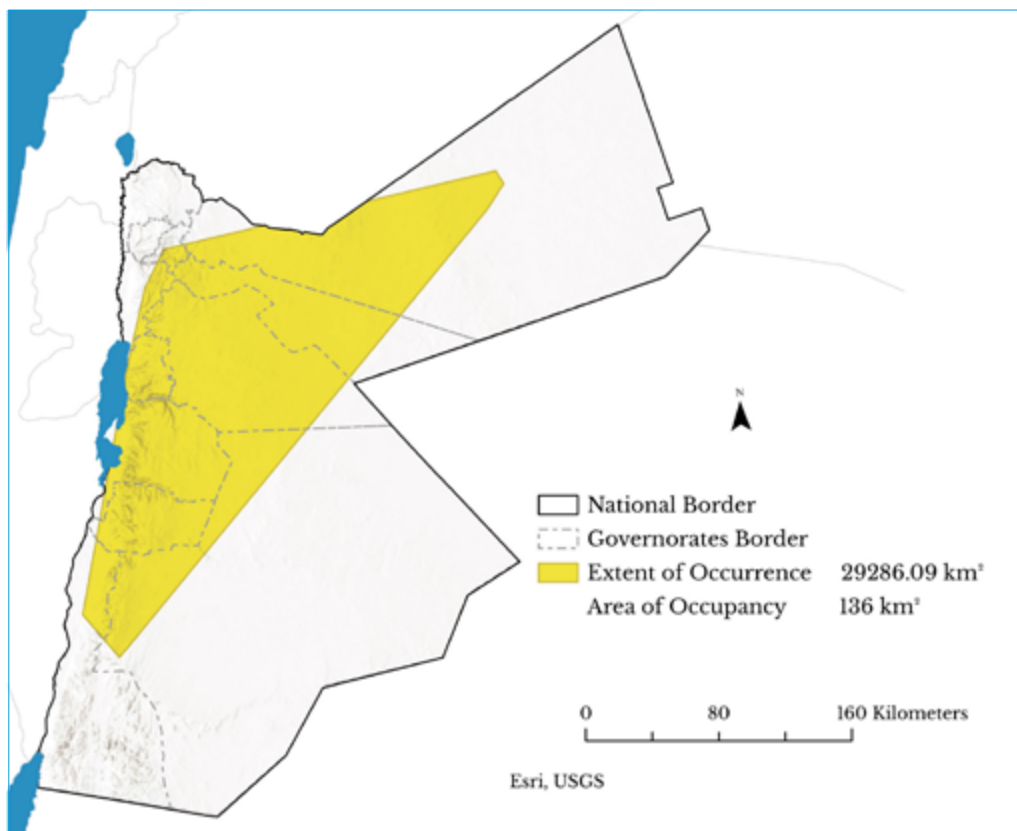 N
National Border
Governorates Border
Extent of Occurrence 29286.09 km²
Area of Occupancy 136 km²
0 80 160 Kilometers
Esri, USGS